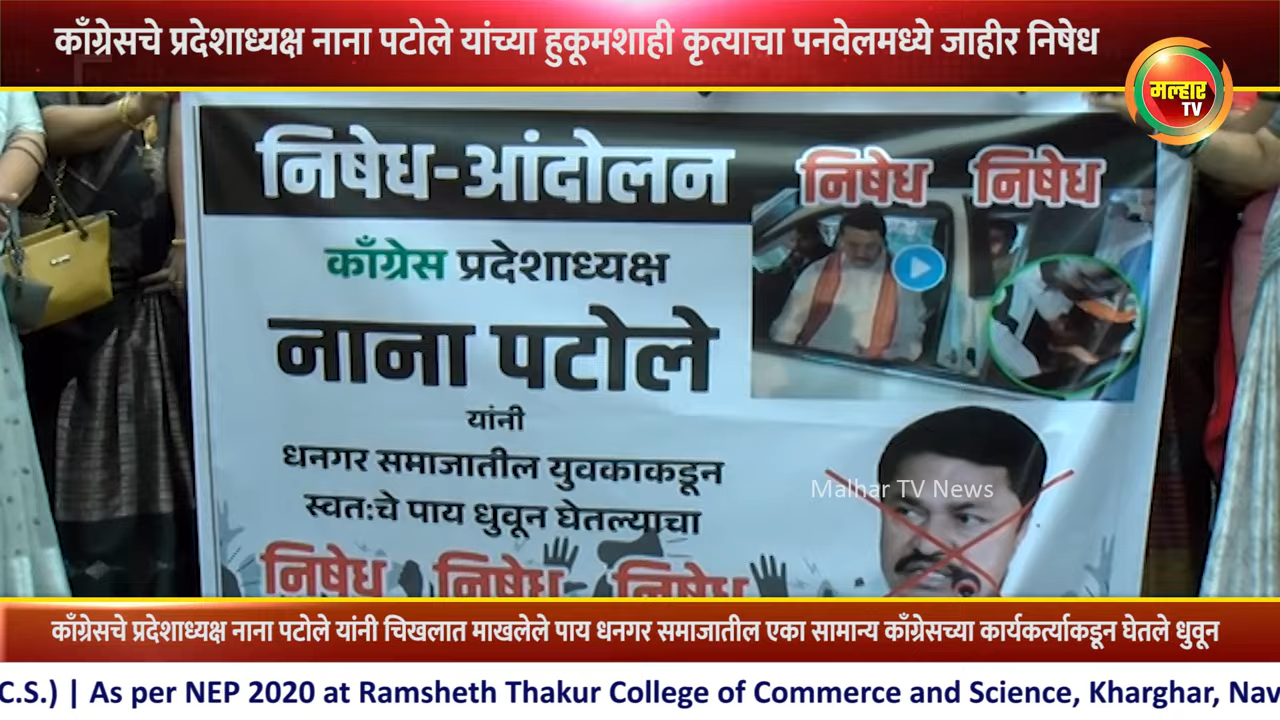 काँग्रेसचे प्रदेशाध्यक्ष नाना पटोले यांच्या हुकूमशाही कृत्याचा पनवेलमध्ये जाहीर निषेध
मल्हार
TV
निषेध-आंदोलन
निषेध निषेध
काँग्रेस प्रदेशाध्यक्ष
नाना पटोले
यांनी
धनगर समाजातील युवकाकडून
Malhar TV News
स्वतःचे पाय धुवून घेतल्याचा
निषेध निषेध निषेध
काँग्रेसचे प्रदेशाध्यक्ष नाना पटोले यांनी चिखलात माखलेले पाय धनगर समाजातील एका सामान्य काँग्रेसच्या कार्यकर्त्याकडून घेतले धुवून
C.S.) | As per NEP 2020 at Ramsheth Thakur College of Commerce and Science, Kharghar, Nav